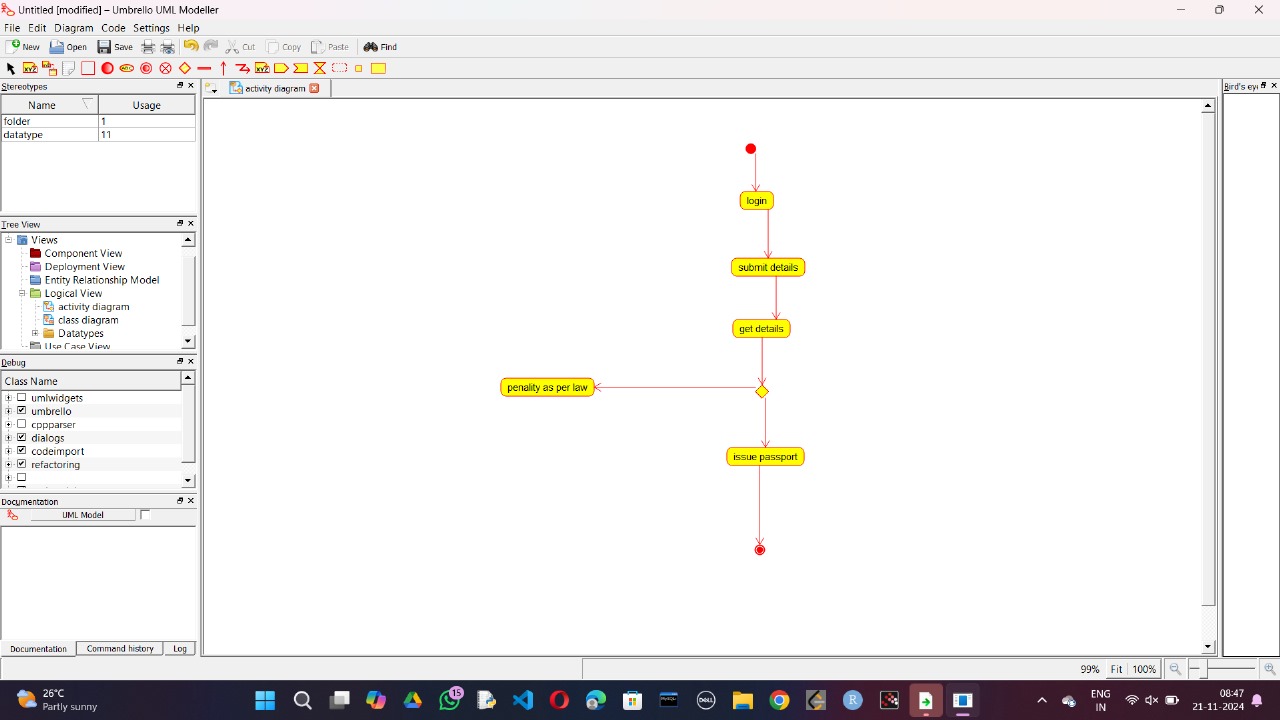 Untitled [modified] – Umbrello UML Modeller
File Edit Diagram Code Settings Help
New Open Save Cut Copy Paste Find
Stereotypes
activity diagram
Bird's eye
Name Usage
folder 1
datatype 11
Tree View
Views
Component View
Deployment View
Entity Relationship Model
Logical View
activity diagram
class diagram
Datatypes
Use Case View
Debug
Class Name
umlwidgets
umbrello
cppparser
dialogs
codeimport
refactoring
Documentation
UML Model
Documentation Command history Log
login
submit details
get details
penality as per law
issue passport
99% Fit 100%
26°C
Partly sunny
15
ENG
IN
08:47
21-11-2024